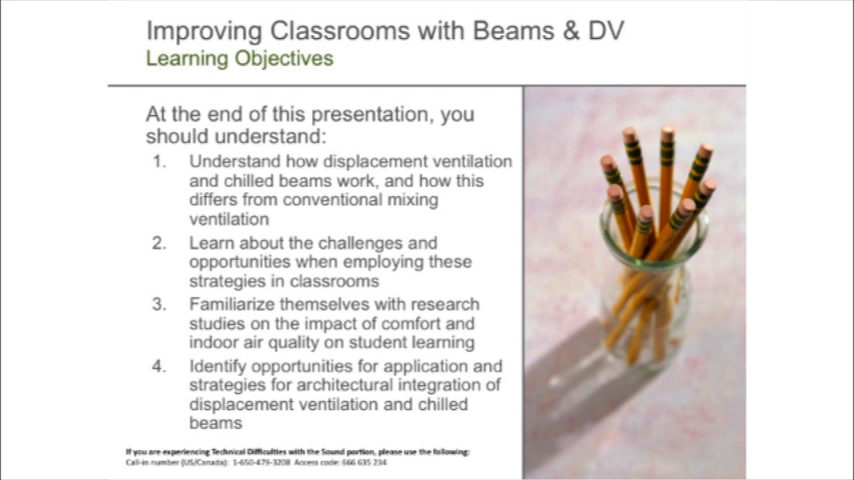 Improving Classrooms with Beams & DV
Learning Objectives
At the end of this presentation, you
should understand:
1. Understand how displacement ventilation
and chilled beams work, and how this
differs from conventional mixing
ventilation
2. Learn about the challenges and
opportunities when employing these
strategies in classrooms
3. Familiarize themselves with research
studies on the impact of comfort and
indoor air quality on student learning
4. Identify opportunities for application and
strategies for architectural integration of
displacement ventilation and chilled
beams
If you are experiencing Technical Difficulties with the Sound portion, please use the following:
Call-in number (US/Canada): 1-650-479-3208 Access code: 666 635 234